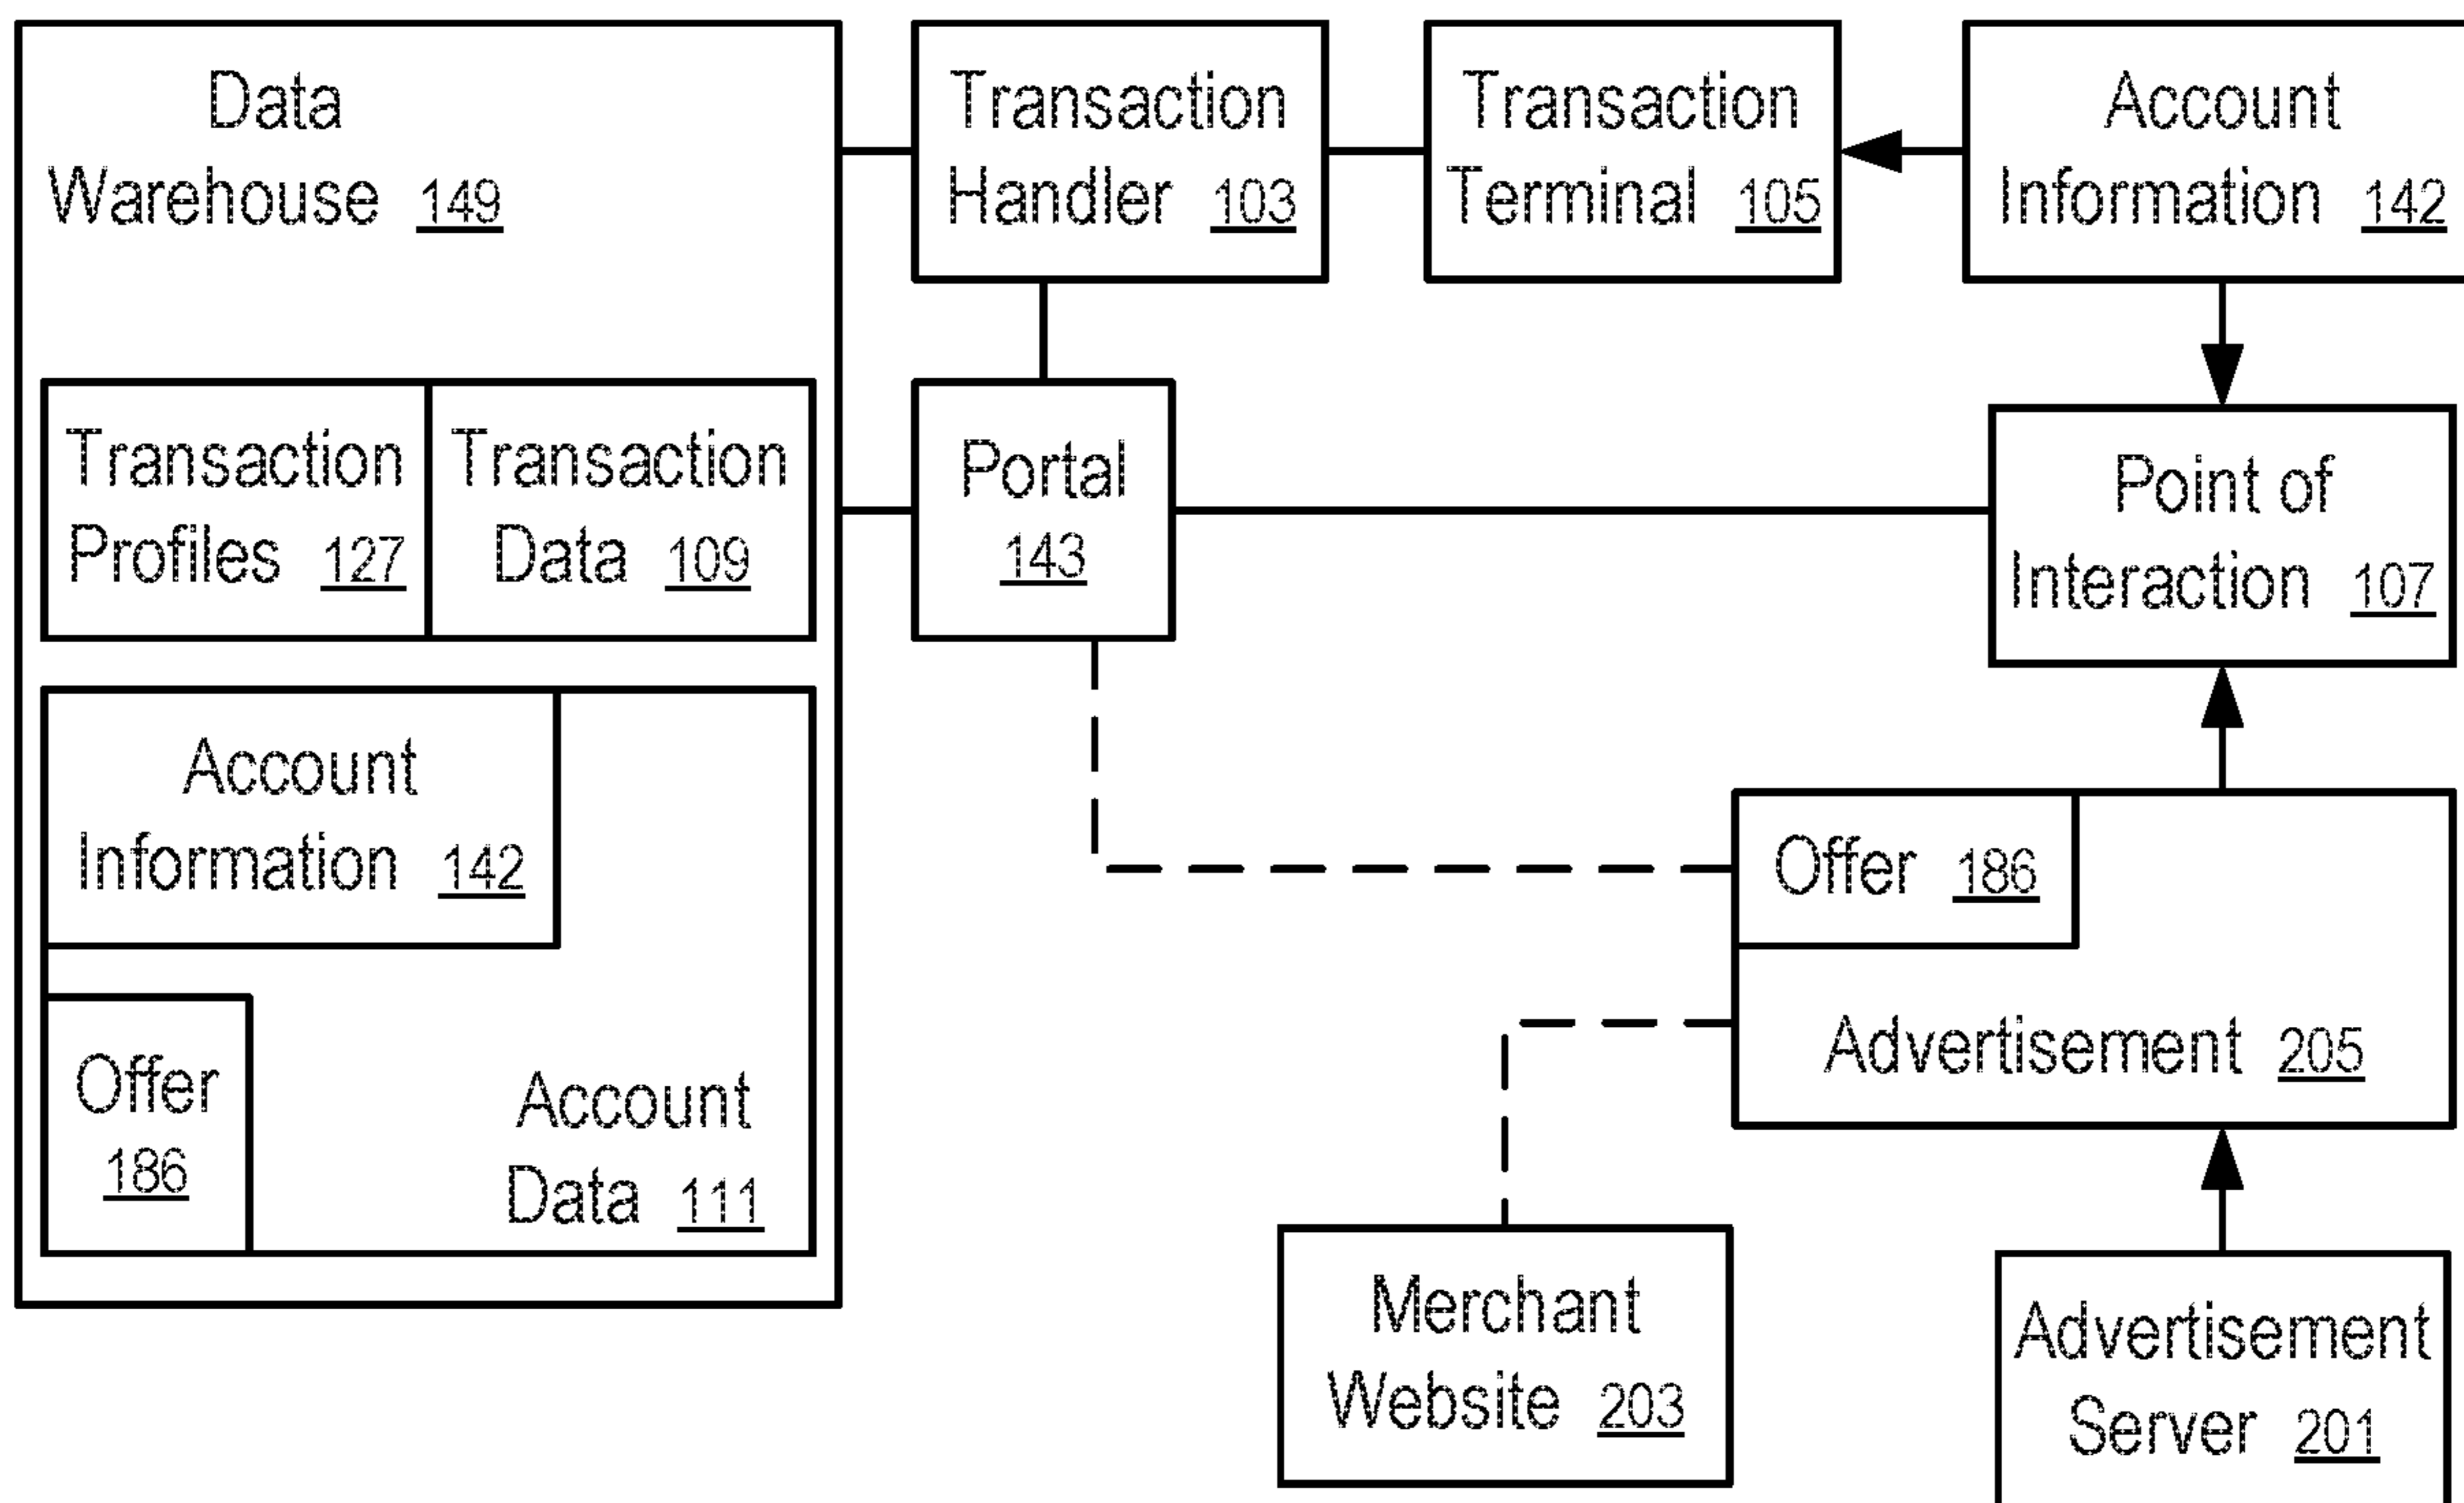 Data
Warehouse 149
Transaction
Handler 103
Transaction
Terminal 105
Account
Information 142
Transaction
Profiles 127
Transaction
Data 109
Portal
143
Point of
Interaction 107
Account
Information 142
Offer 186
Offer
186
Account
Data 111
Advertisement 205
Merchant
Website 203
Advertisement
Server 201